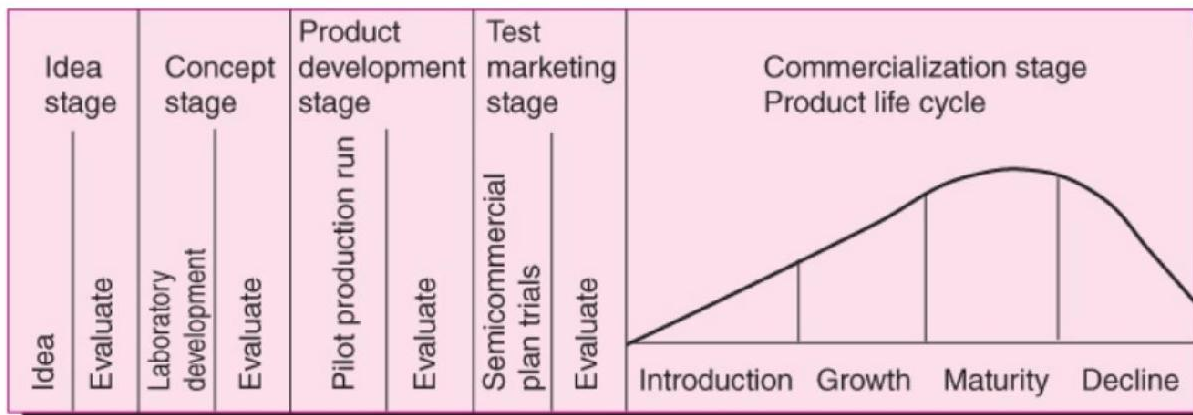 Idea
stage
Concept
stage
Product
development
stage
Test
marketing
stage
Commercialization stage
Product life cycle
Idea
Evaluate
Laboratory
development
Evaluate
Pilot production run
Evaluate
Semicommercial
plan trials
Evaluate
Introduction
Growth
Maturity
Decline